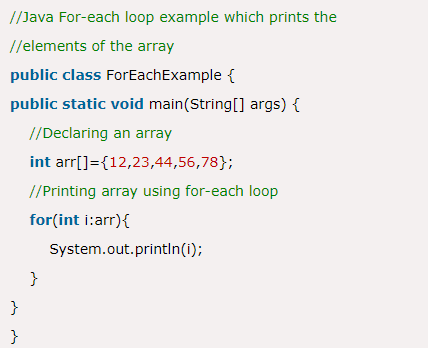 //Java For-each loop example which prints the
//elements of the array
public class ForEachExample {
public static void main(String[] args) {
//Declaring an array
int arr[]={12,23,44,56,78};
//Printing array using for-each loop
for(int i:arr){
System.out.println(i);
}
}
}